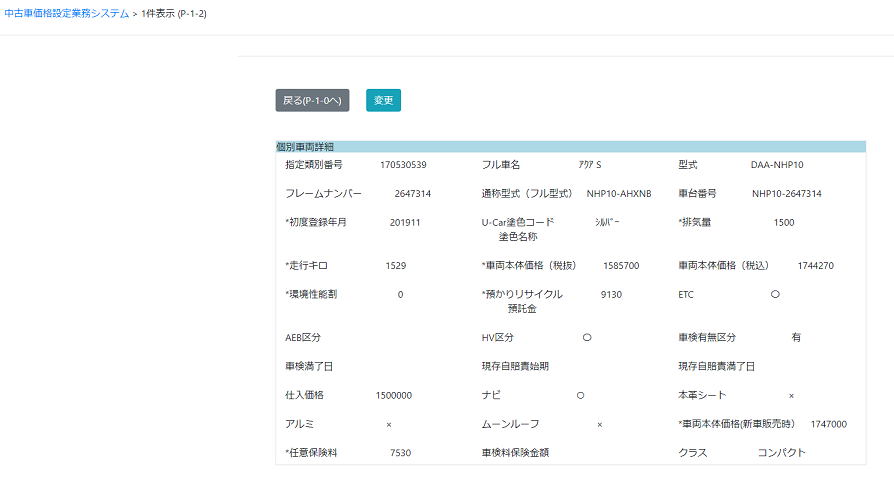 中古車価格設定業務システム > 1件表示 (P-1-2)
戻る(P-1-0へ) 変更
個別車両詳細
指定類別番号 170530539 フル車名 ｱｸｱ S 型式 DAA-NHP10
フレームナンバー 2647314 通称型式（フル型式） NHP10-AHXNB 車台番号 NHP10-2647314
*初度登録年月 201911 U-Car塗色コード ｼﾙﾊﾞｰ *排気量 1500
塗色名称
*走行キロ 1529 *車両本体価格（税抜） 1585700 車両本体価格（税込） 1744270
*環境性能割 0 *預かりリサイクル 9130 ETC ○
預託金
AEB区分 HV区分 ○ 車検有無区分 有
車検満了日 現存自賠責始期 現存自賠責満了日
仕入価格 1500000 ナビ ○ 本革シート ×
アルミ × ムーンルーフ × *車両本体価格(新車販売時） 1747000
*任意保険料 7530 車検料保険金額 クラス コンパクト